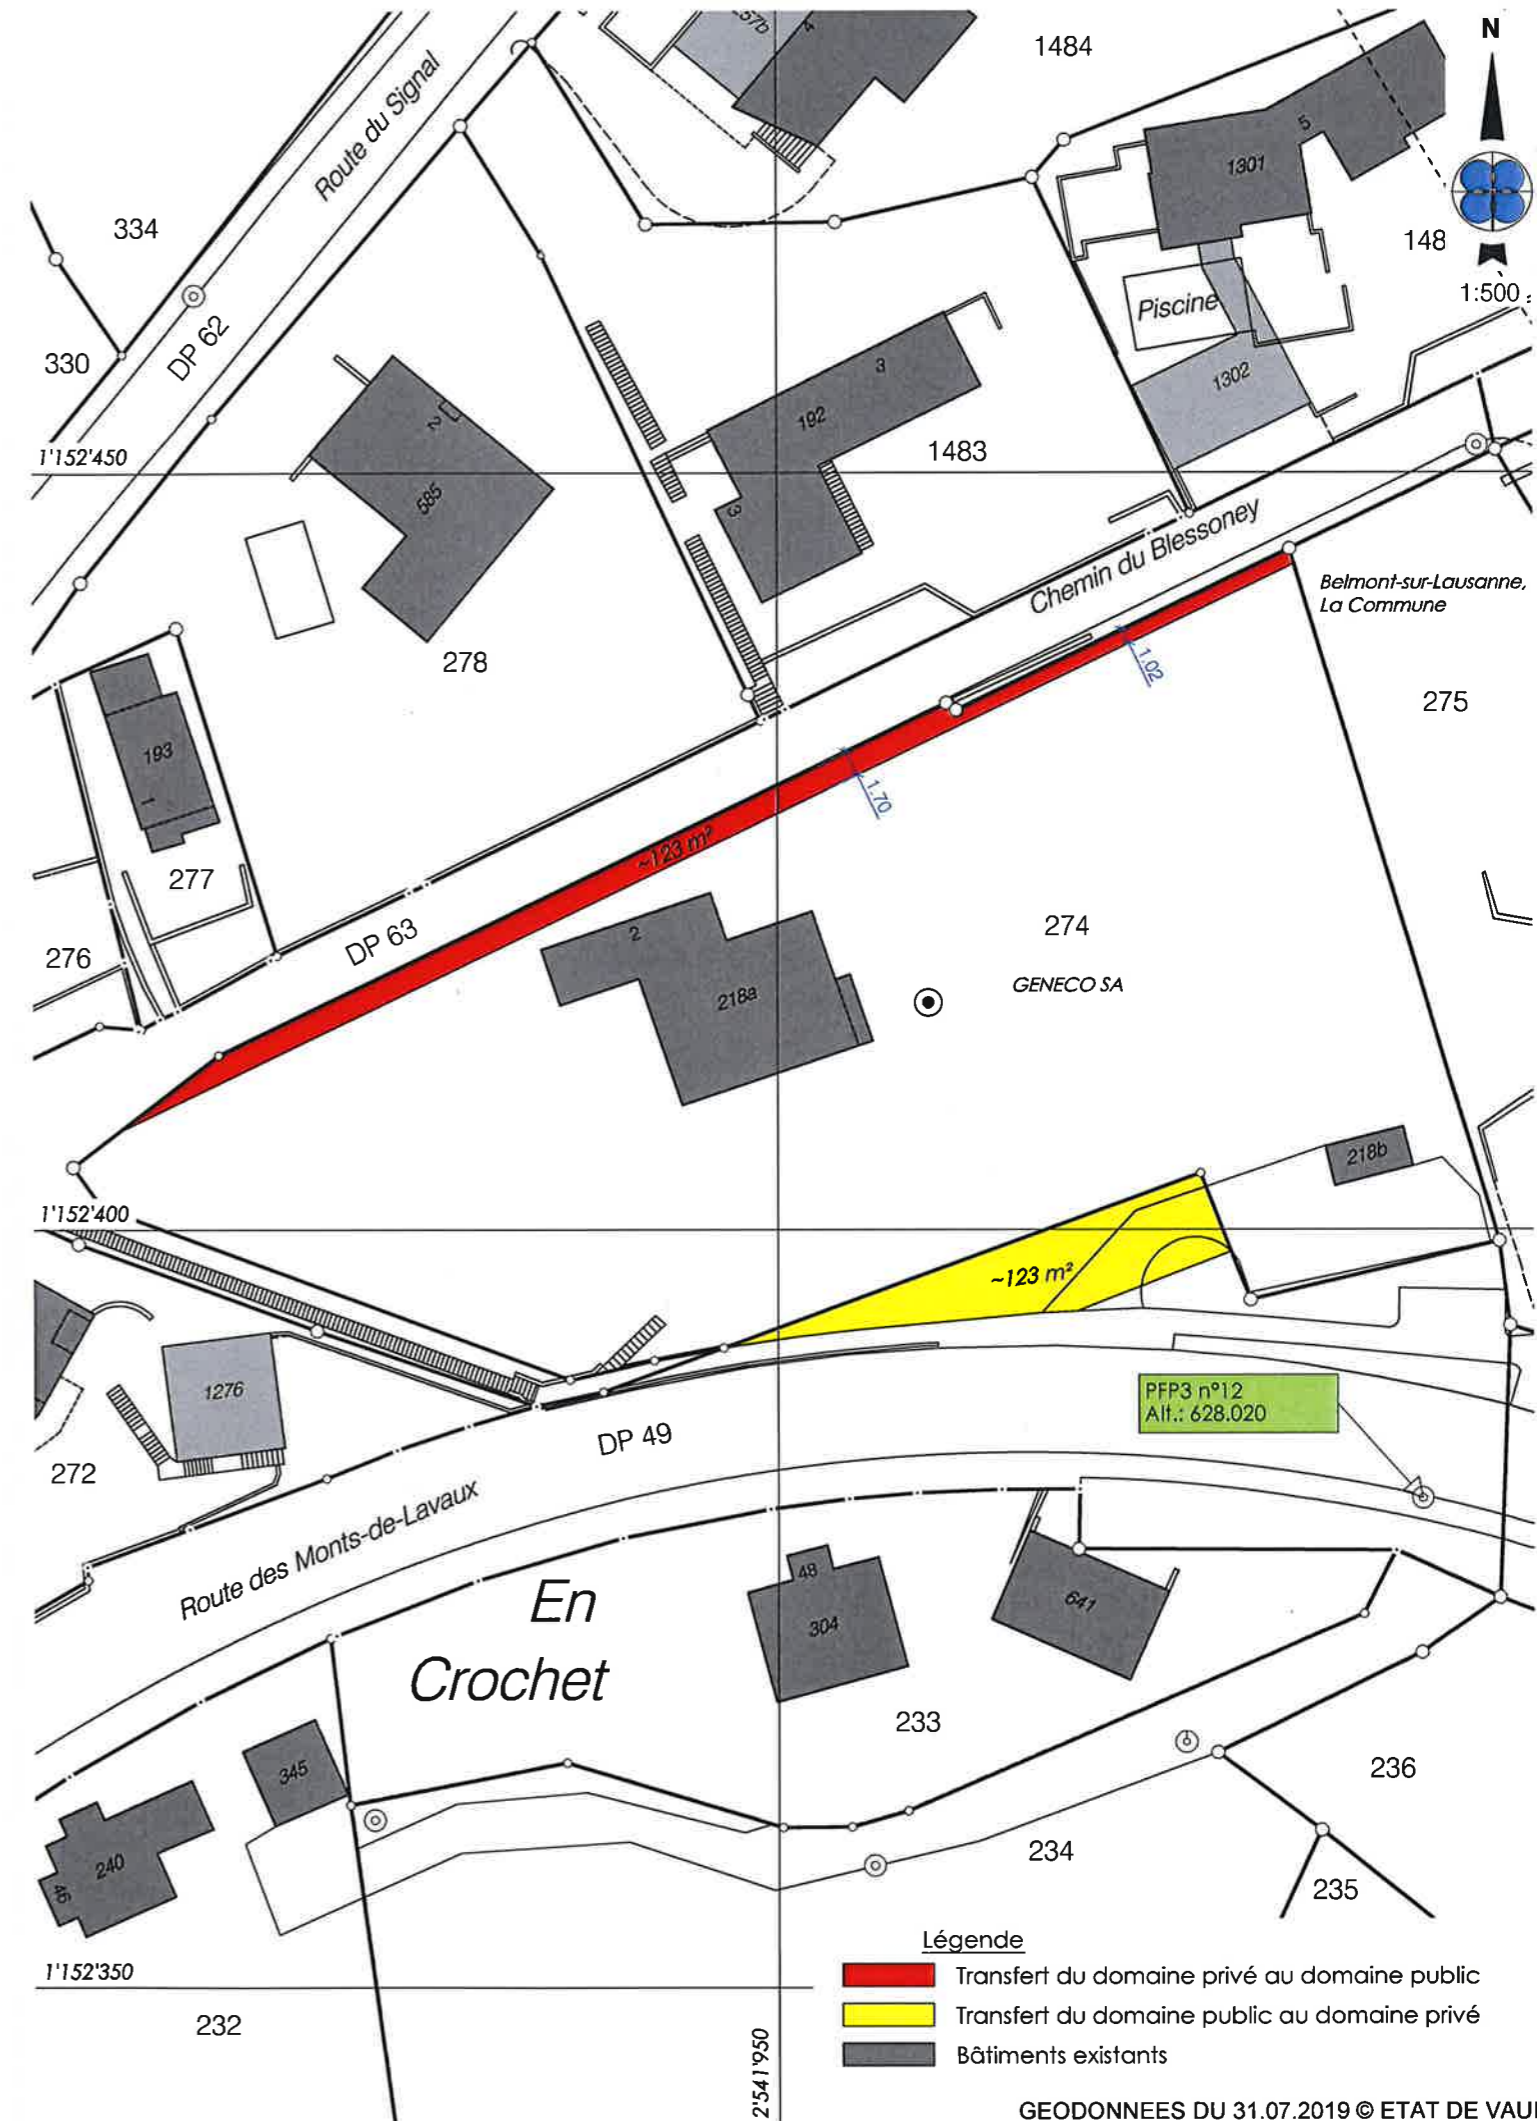 N
1:500
1484
257b
4
Route du Signal
5
1301
334
148
DP 62
Piscine
330
1302
3
192
2
1483
1'152'450
585
3
Chemin du Blessoney
Belmont-sur-Lausanne,
La Commune
278
1.02
275
193
1
1.70
~123 m²
277
274
2
DP 63
276
218a
GENECO SA
218b
1'152'400
~123 m²
1276
PFP3 n°12
Alt.: 628.020
DP 49
272
Route des Monts-de-Lavaux
En
Crochet
48
304
641
233
345
236
240
46
234
235
Légende
1'152'350
Transfert du domaine privé au domaine public
Transfert du domaine public au domaine privé
232
Bâtiments existants
2'541'950
GEODONNEES DU 31.07.2019 © ETAT DE VAU